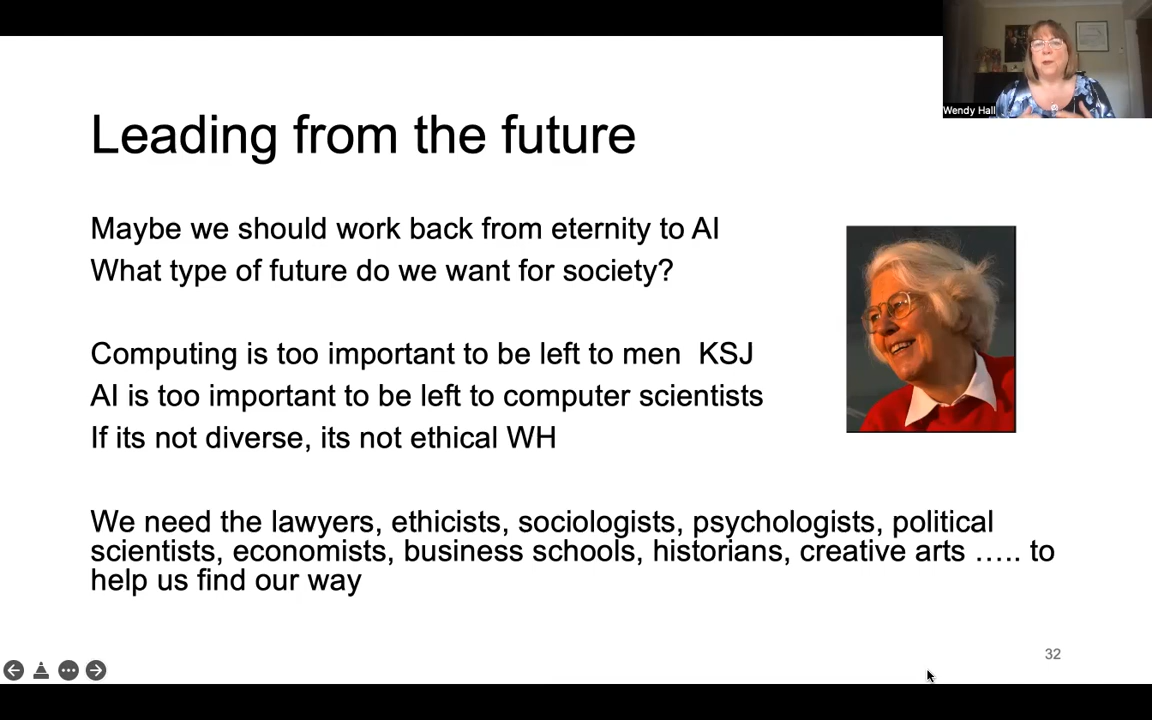 Wendy Hall
Leading from the future
Maybe we should work back from eternity to AI
What type of future do we want for society?
Computing is too important to be left to men KSJ
AI is too important to be left to computer scientists
If its not diverse, its not ethical WH
We need the lawyers, ethicists, sociologists, psychologists, political
scientists, economists, business schools, historians, creative arts ….. to
help us find our way
32